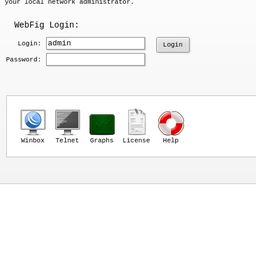 your local network administrator.
WebFig Login:
Login: admin Login
Password:
Winbox Telnet Graphs License Help